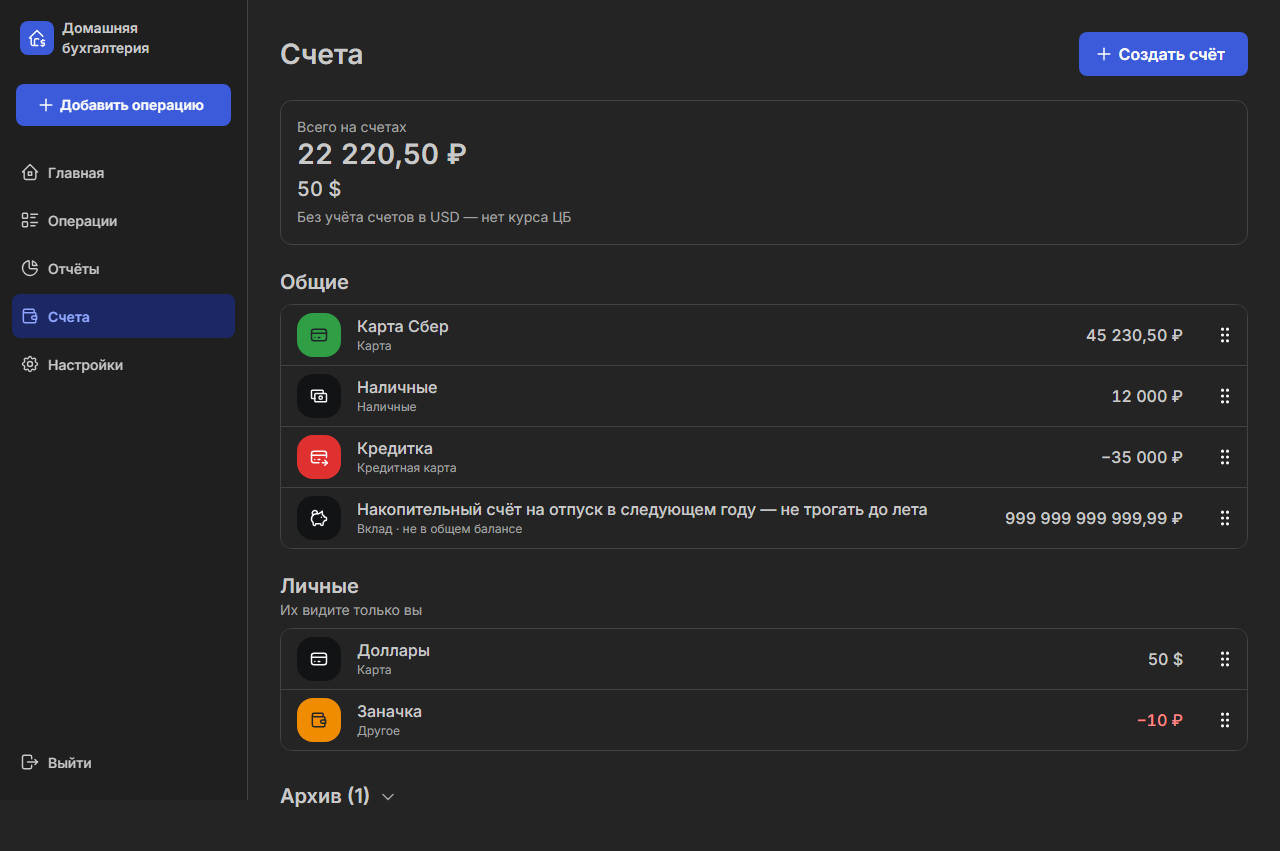 Домашняя
бухгалтерия
Добавить операцию
Главная
Операции
Отчёты
Счета
Настройки
Выйти
Счета
Создать счёт
Всего на счетах
22 220,50 ₽
50 $
Без учёта счетов в USD — нет курса ЦБ
Общие
Карта Сбер
Карта
45 230,50 ₽
Наличные
Наличные
12 000 ₽
Кредитка
Кредитная карта
−35 000 ₽
Накопительный счёт на отпуск в следующем году — не трогать до лета
Вклад · не в общем балансе
999 999 999 999,99 ₽
Личные
Их видите только вы
Доллары
Карта
50 $
Заначка
Другое
−10 ₽
Архив (1)